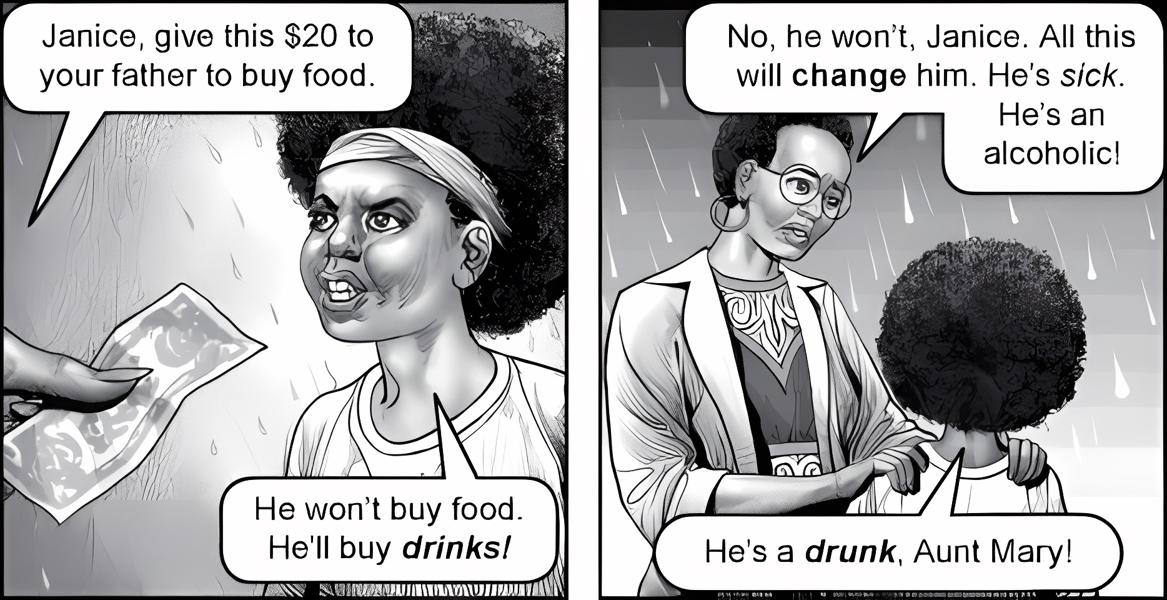 Janice, give this $20 to
your father to buy food.
He won't buy food.
He'll buy drinks!
No, he won't, Janice. All this
will change him. He's sick.
He's an
alcoholic!
He's a drunk, Aunt Mary!